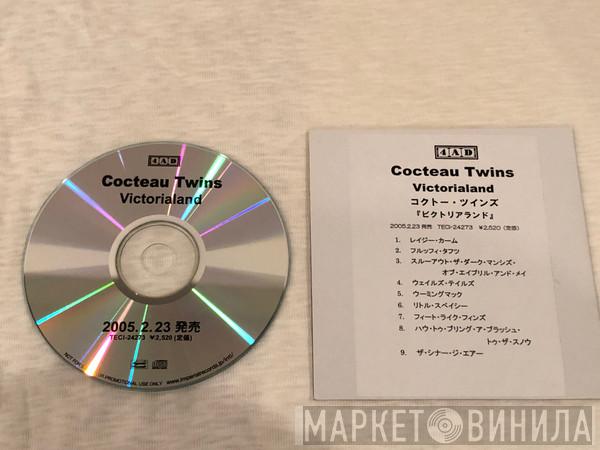 4AD
Cocteau Twins
Victorialand
2005.2.23 発売
TECI-24273 ¥2,520 (定価)
PROMOTIONAL USE ONLY
4AD
Cocteau Twins
Victorialand
コクトー・ツインズ
『ビクトリアランド』
2005.2.23 発売 TECI-24273 ¥2,520 (定価)
1. レイジー・カーム
2. フルッフィ・タフツ
3. スルーアウト・ザ・ダーク・マンシズ・
オブ・エイプリル・アンド・メイ
4. ウェイルズ・テイルズ
5. ウーミングマック
6. リトル・スペイシー
7. フィート・ライク・フィンズ
8. ハウ・トゥ・ブリング・ア・ブラッシュ・
トゥ・ザ・スノウ
9. ザ・シナー・ジ・エアー
МАРКЕТ ВИНИЛА